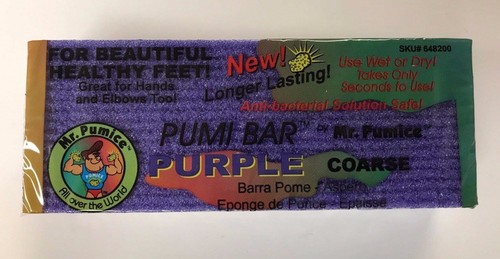 FOR BEAUTIFUL
HEALTHY FEET!
Great for Hands
and Elbows Too!
New!
Longer Lasting!
SKU# 648200
Use Wet or Dry!
Takes Only
Seconds to Use!
Anti-bacterial Solution Safe!
Mr. Pumice™
PUMICE
All over the World
PUMI BAR™ by Mr. Pumice™
PURPLE COARSE
Barra Pome - Aspero
Eponge de Ponce - Epaisse